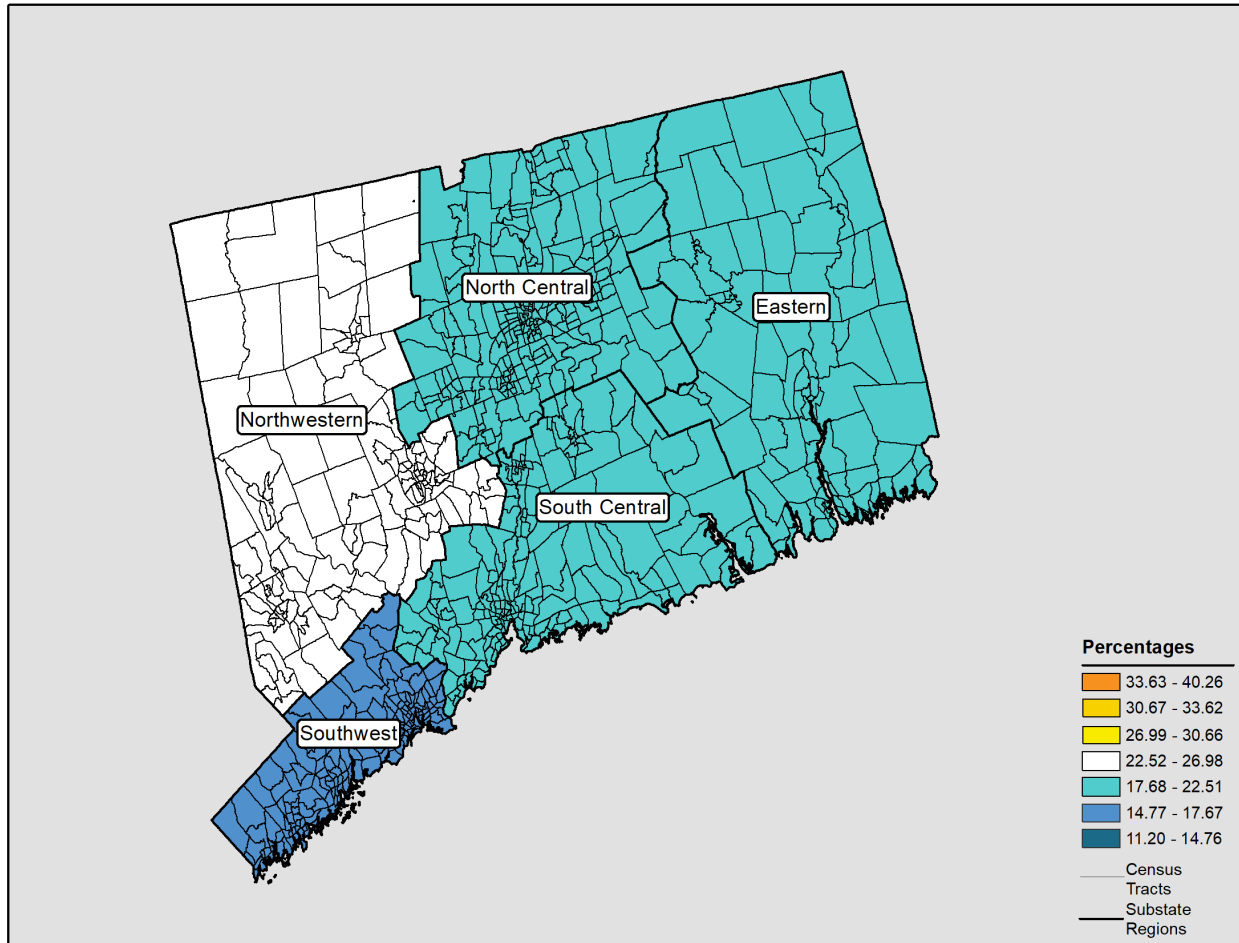 North Central
Eastern
Northwestern
South Central
Southwest
Percentages
33.63 - 40.26
30.67 - 33.62
26.99 - 30.66
22.52 - 26.98
17.68 - 22.51
14.77 - 17.67
11.20 - 14.76
Census
Tracts
Substate
Regions